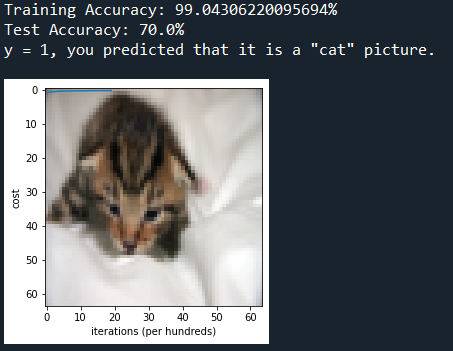 Training Accuracy: 99.04306220095694%
Test Accuracy: 70.0%
y = 1, you predicted that it is a "cat" picture.
0
10
20
30
40
50
60
cost
0 10 20 30 40 50 60
iterations (per hundreds)